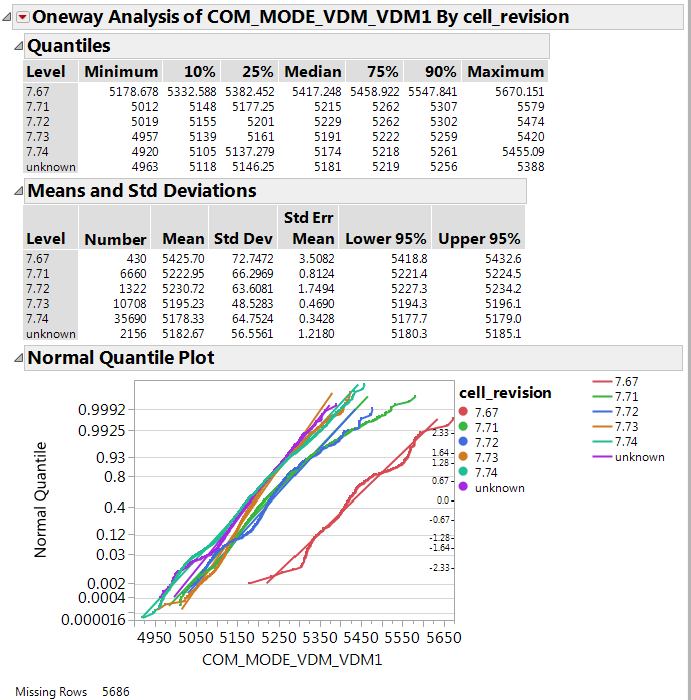 Oneway Analysis of COM_MODE_VDM_VDM1 By cell_revision
Quantiles
Level Minimum 10% 25% Median 75% 90% Maximum
7.67 5178.678 5332.588 5382.452 5417.248 5458.922 5547.841 5670.151
7.71 5012 5148 5177.25 5215 5262 5307 5579
7.72 5019 5155 5201 5229 5262 5302 5474
7.73 4957 5139 5161 5191 5222 5259 5420
7.74 4920 5105 5137.279 5174 5218 5261 5455.09
unknown 4963 5118 5146.25 5181 5219 5256 5388
Means and Std Deviations
Std Err
Level Number Mean Std Dev Mean Lower 95% Upper 95%
7.67 430 5425.70 72.7472 3.5082 5418.8 5432.6
7.71 6660 5222.95 66.2969 0.8124 5221.4 5224.5
7.72 1322 5230.72 63.6081 1.7494 5227.3 5234.2
7.73 10708 5195.23 48.5283 0.4690 5194.3 5196.1
7.74 35690 5178.33 64.7524 0.3428 5177.7 5179.0
unknown 2156 5182.67 56.5561 1.2180 5180.3 5185.1
Normal Quantile Plot
Normal Quantile
0.9992
0.9925
0.93
0.8
0.4
0.12
0.03
0.002
0.0004
0.000016
2.33
1.64
1.28
0.67
0.0
-0.67
-1.28
-1.64
-2.33
4950 5050 5150 5250 5350 5450 5550 5650
COM_MODE_VDM_VDM1
cell_revision
7.67
7.71
7.72
7.73
7.74
unknown
7.67
7.71
7.72
7.73
7.74
unknown
Missing Rows 5686